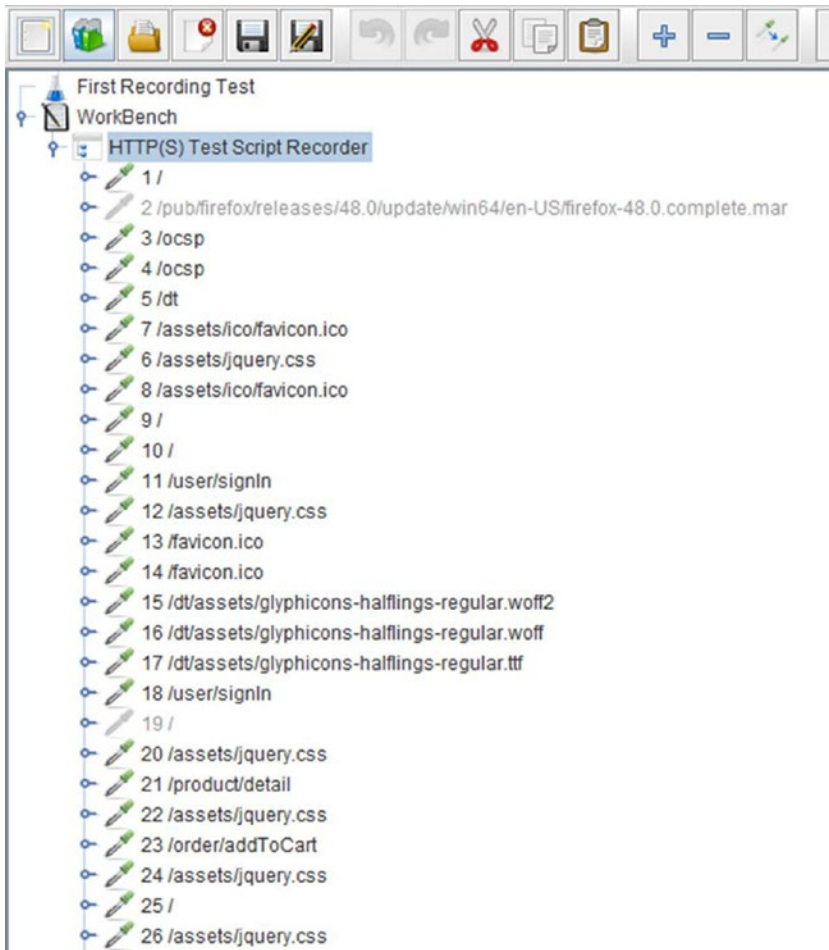 First Recording Test
WorkBench
HTTP(S) Test Script Recorder
1 /
2 /pub/firefox/releases/48.0/update/win64/en-US/firefox-48.0.complete.mar
3 /ocsp
4 /ocsp
5 /dt
7 /assets/ico/favicon.ico
6 /assets/jquery.css
8 /assets/ico/favicon.ico
9 /
10 /
11 /user/signIn
12 /assets/jquery.css
13 /favicon.ico
14 /favicon.ico
15 /dt/assets/glyphicons-halflings-regular.woff2
16 /dt/assets/glyphicons-halflings-regular.woff
17 /dt/assets/glyphicons-halflings-regular.ttf
18 /user/signIn
19 /
20 /assets/jquery.css
21 /product/detail
22 /assets/jquery.css
23 /order/addToCart
24 /assets/jquery.css
25 /
26 /assets/jquery.css